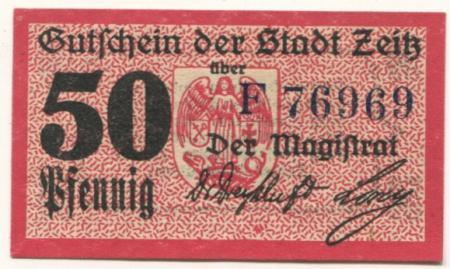 Gutschein der Stadt Zeitz
über
50 F 76969
Pfennig Der Magistrat